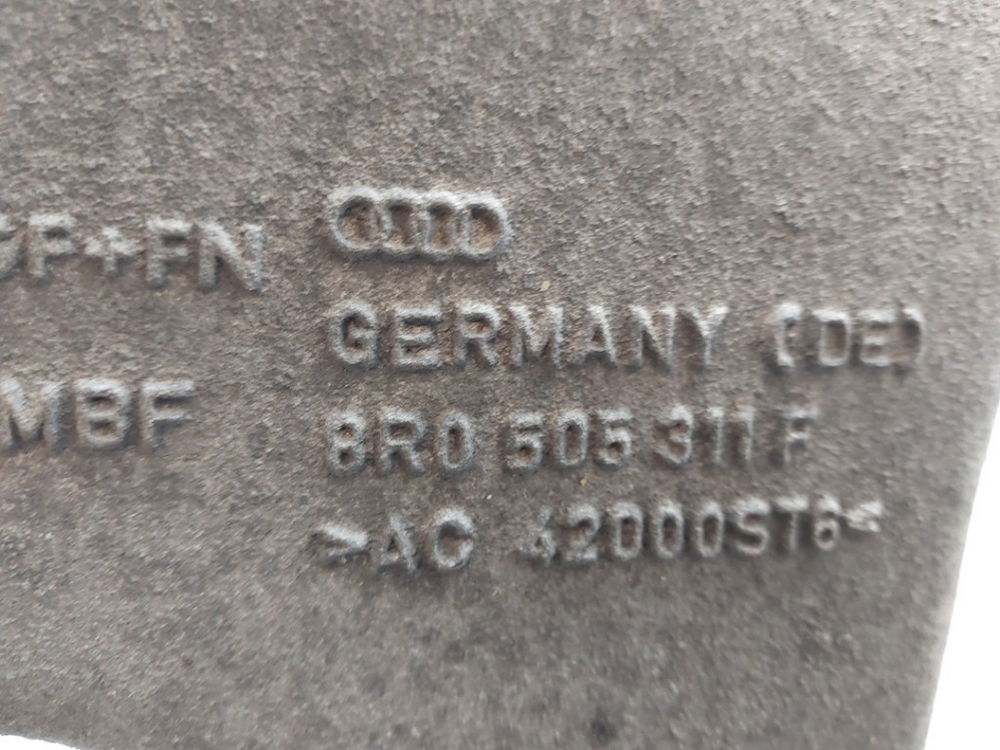 +FN
MBF
GERMANY (DE)
8R0 505 311 F
>AC 42000ST6<